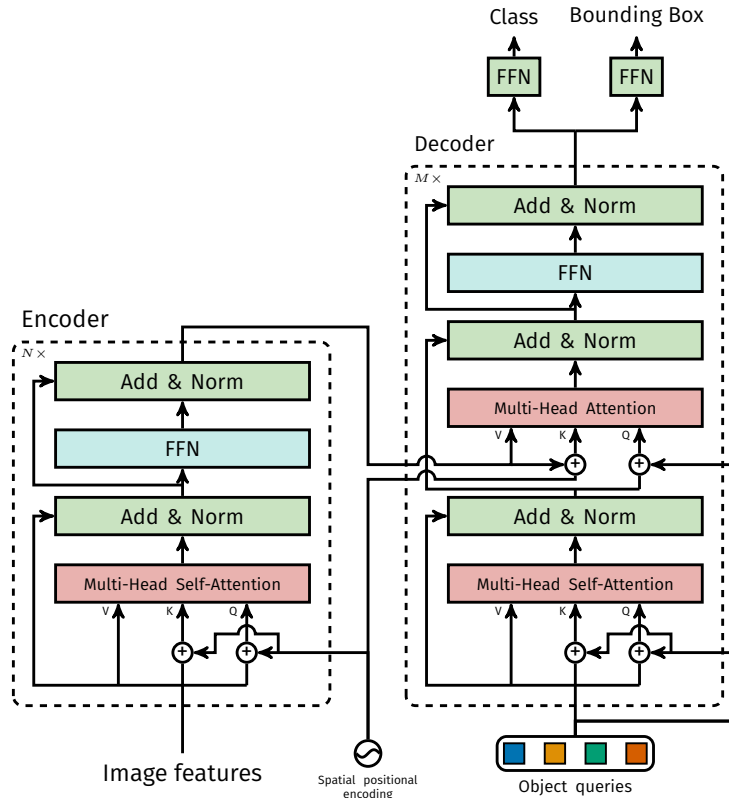 Class
Bounding Box
FFN
FFN
Decoder
M×
Add & Norm
FFN
Add & Norm
Multi-Head Attention
V
K
Q
Add & Norm
Multi-Head Self-Attention
V
K
Q
Object queries
Encoder
N×
Add & Norm
FFN
Add & Norm
Multi-Head Self-Attention
V
K
Q
Image features
Spatial positional
encoding